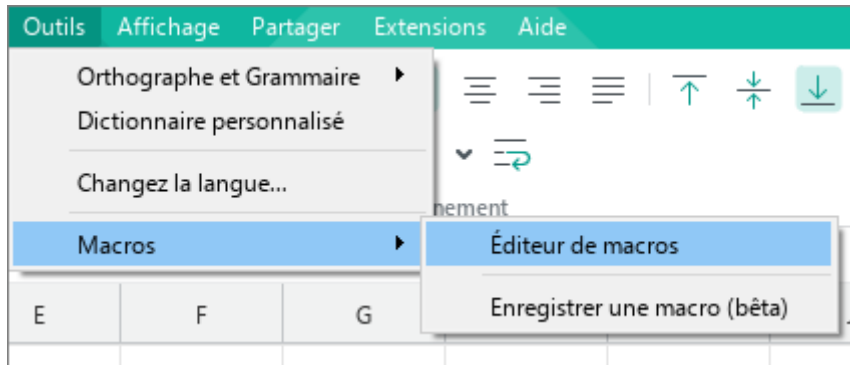 Outils Affichage Partager Extensions Aide
Orthographe et Grammaire
Dictionnaire personnalisé
Changez la langue...
nement
Macros
Éditeur de macros
Enregistrer une macro (bêta)
E F G